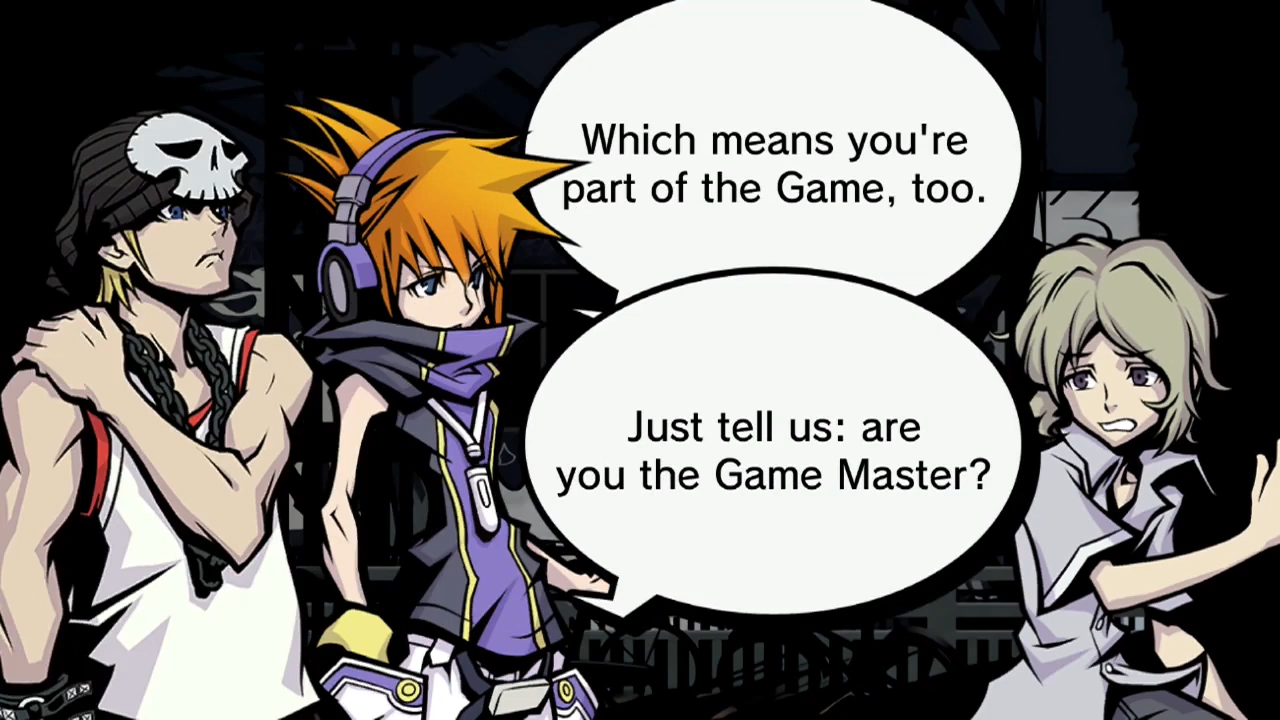 Which means you're
part of the Game, too.
Just tell us: are
you the Game Master?